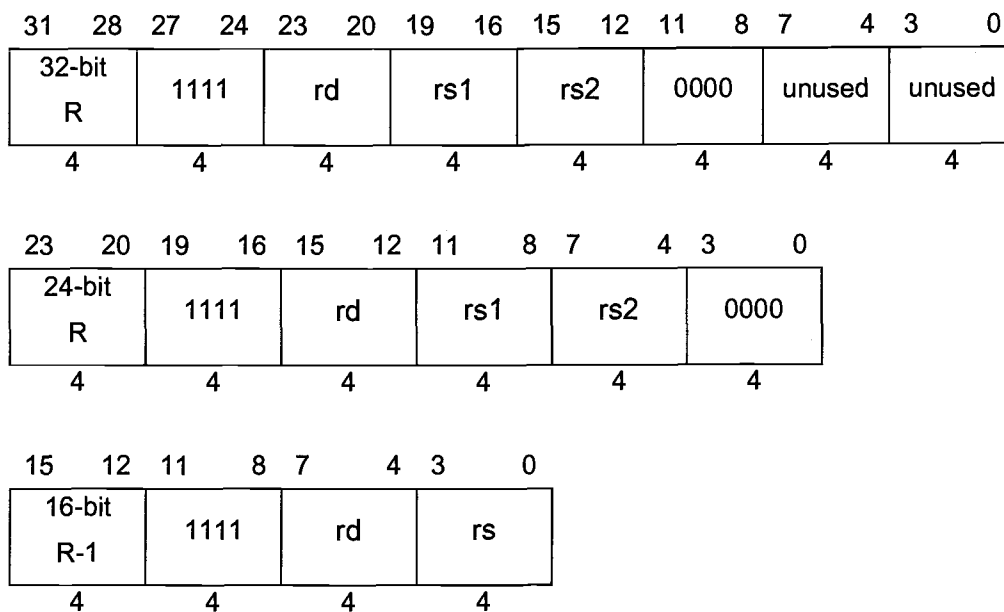 31 28 27 24 23 20 19 16 15 12 11 8 7 4 3 0
32-bit R 1111 rd rs1 rs2 0000 unused unused
4 4 4 4 4 4 4 4
23 20 19 16 15 12 11 8 7 4 3 0
24-bit R 1111 rd rs1 rs2 0000
4 4 4 4 4 4
15 12 11 8 7 4 3 0
16-bit R-1 1111 rd rs
4 4 4 4